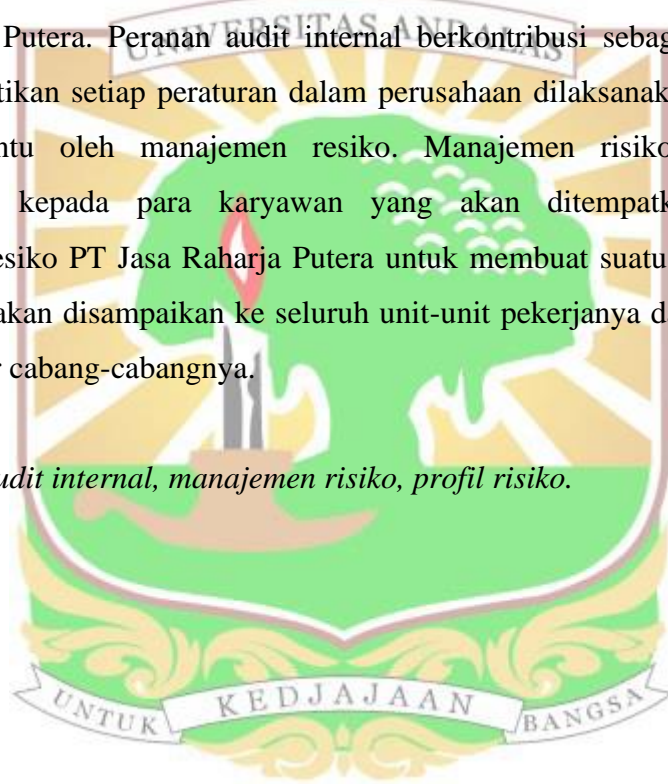 Putera. Peranan audit internal berkontribusi sebag
UNIVERSITAS ANDALAS
tikan setiap peraturan dalam perusahaan dilaksanak
ntu oleh manajemen resiko. Manajemen risiko
kepada para karyawan yang akan ditempatk
esiko PT Jasa Raharja Putera untuk membuat suatu
akan disampaikan ke seluruh unit-unit pekerjanya d
r cabang-cabangnya.
udit internal, manajemen risiko, profil risiko.
UNTUK KEDJAJAAN BANGSA